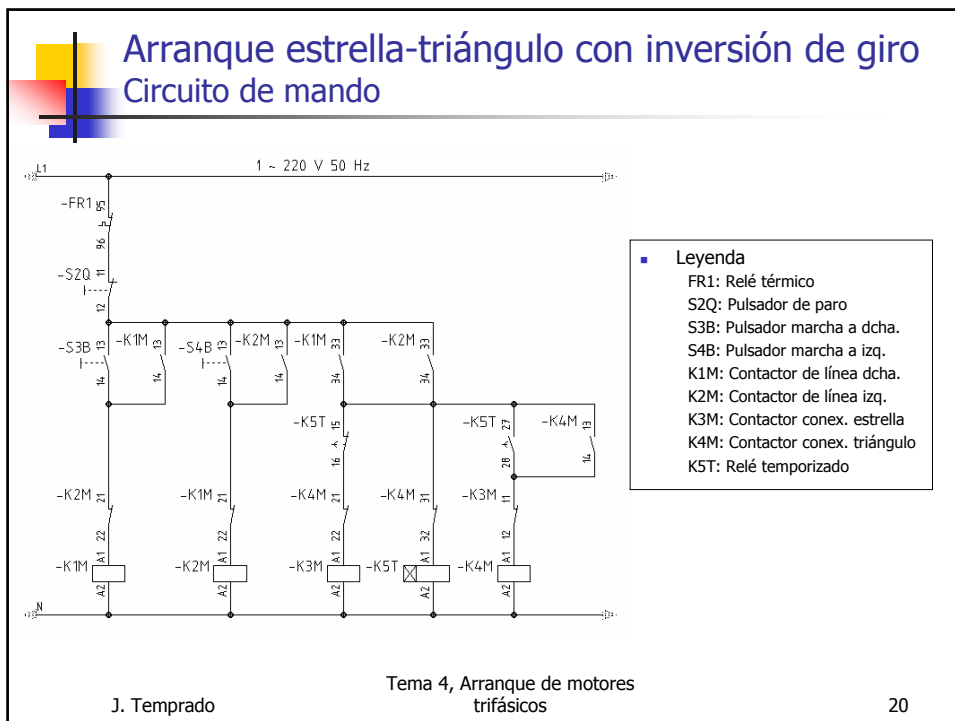 Arranque estrella-triángulo con inversión de giro
Circuito de mando
L1
1 ~ 220 V 50 Hz
-FR1 95
96
-S2Q 11
12
-S3B 13 -K1M 13 -S4B 13 -K2M 13 -K1M 33 -K2M 33
14 14 14 14 34 34
-K5T 15 -K5T 27 -K4M 13
16 28 14
-K2M 21 -K1M 21 -K4M 21 -K4M 31 -K3M 11
22 22 22 32 12
-K1M A1 -K2M A1 -K3M A1 -K5T A1 -K4M A1
A2 A2 A2 A2 A2
N
Leyenda
FR1: Relé térmico
S2Q: Pulsador de paro
S3B: Pulsador marcha a dcha.
S4B: Pulsador marcha a izq.
K1M: Contactor de línea dcha.
K2M: Contactor de línea izq.
K3M: Contactor conex. estrella
K4M: Contactor conex. triángulo
K5T: Relé temporizado
J. Temprado
Tema 4, Arranque de motores
trifásicos
20